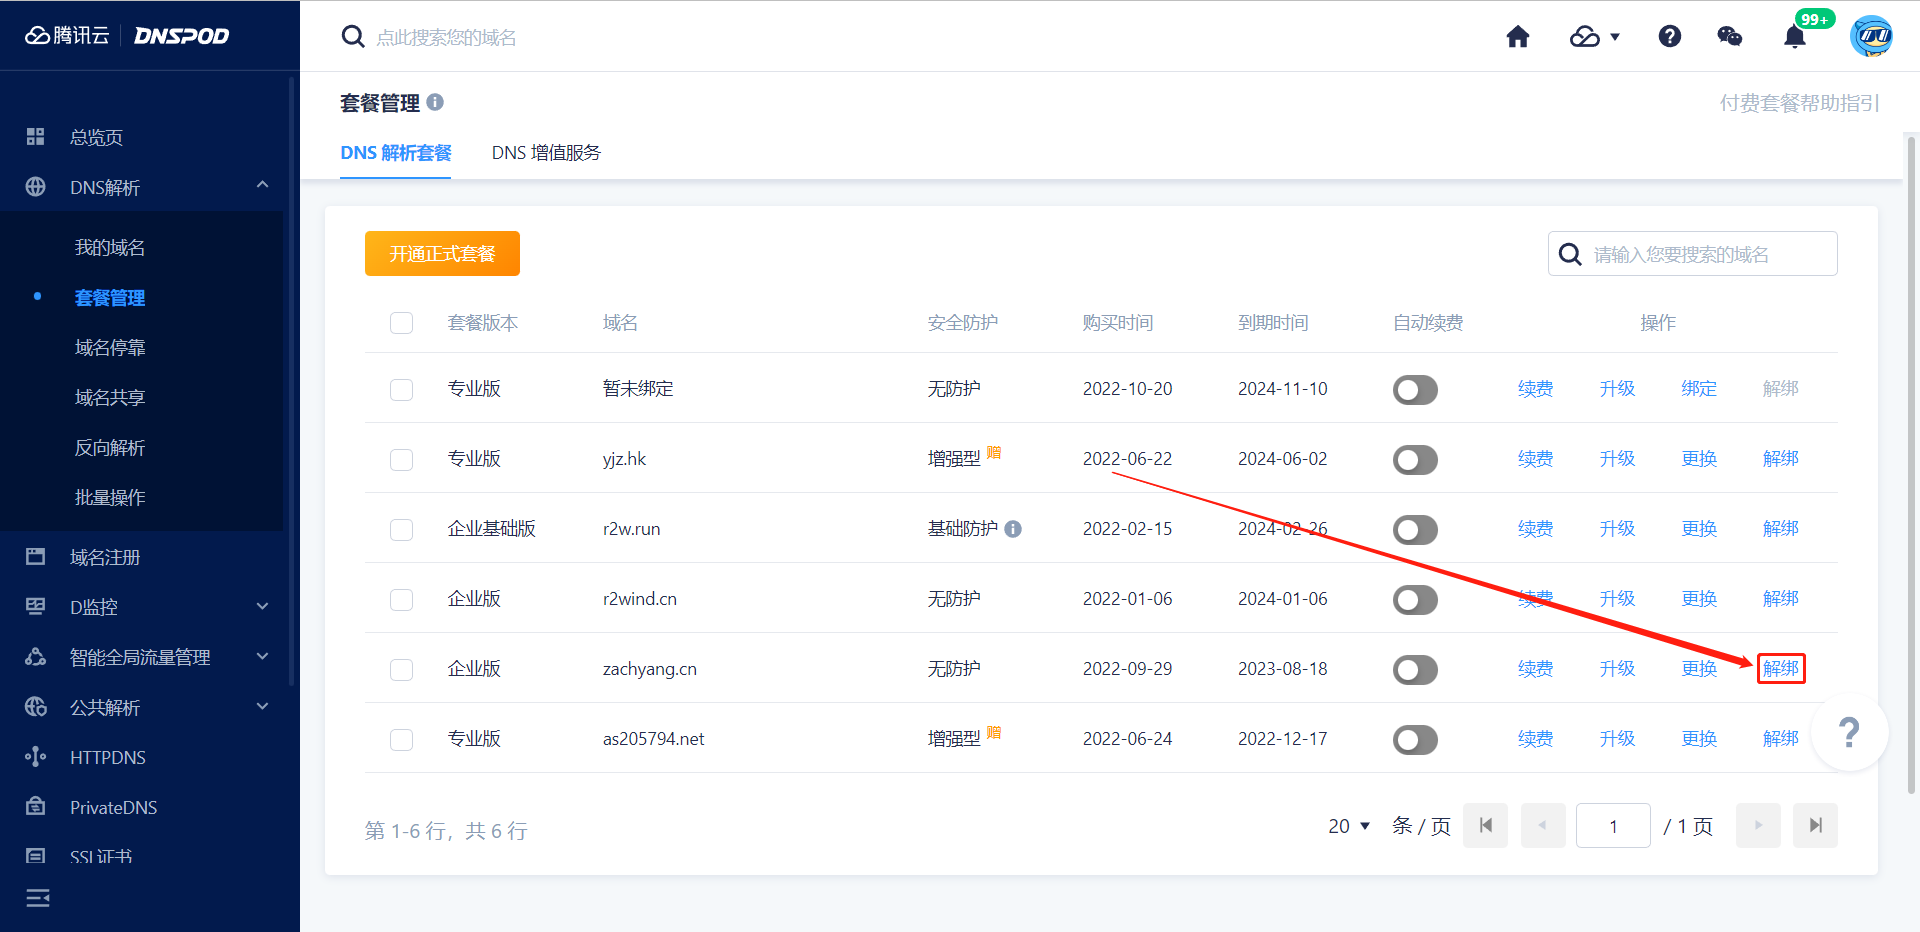 腾讯云 DNSPOD
点此搜索您的域名
99+
总览页
DNS解析
我的域名
套餐管理
域名停靠
域名共享
反向解析
批量操作
域名注册
D监控
智能全局流量管理
公共解析
HTTPDNS
PrivateDNS
SSL证书
套餐管理
付费套餐帮助指引
DNS 解析套餐 DNS 增值服务
开通正式套餐
请输入您要搜索的域名
套餐版本 域名 安全防护 购买时间 到期时间 自动续费 操作
专业版 暂未绑定 无防护 2022-10-20 2024-11-10 续费 升级 绑定 解绑
专业版 yjz.hk 增强型 赠 2022-06-22 2024-06-02 续费 升级 更换 解绑
企业基础版 r2w.run 基础防护 2022-02-15 2024-02-26 续费 升级 更换 解绑
企业版 r2wind.cn 无防护 2022-01-06 2024-01-06 续费 升级 更换 解绑
企业版 zachyang.cn 无防护 2022-09-29 2023-08-18 续费 升级 更换 解绑
专业版 as205794.net 增强型 赠 2022-06-24 2022-12-17 续费 升级 更换 解绑
?
第 1-6 行，共 6 行
20 条 / 页 1 / 1 页